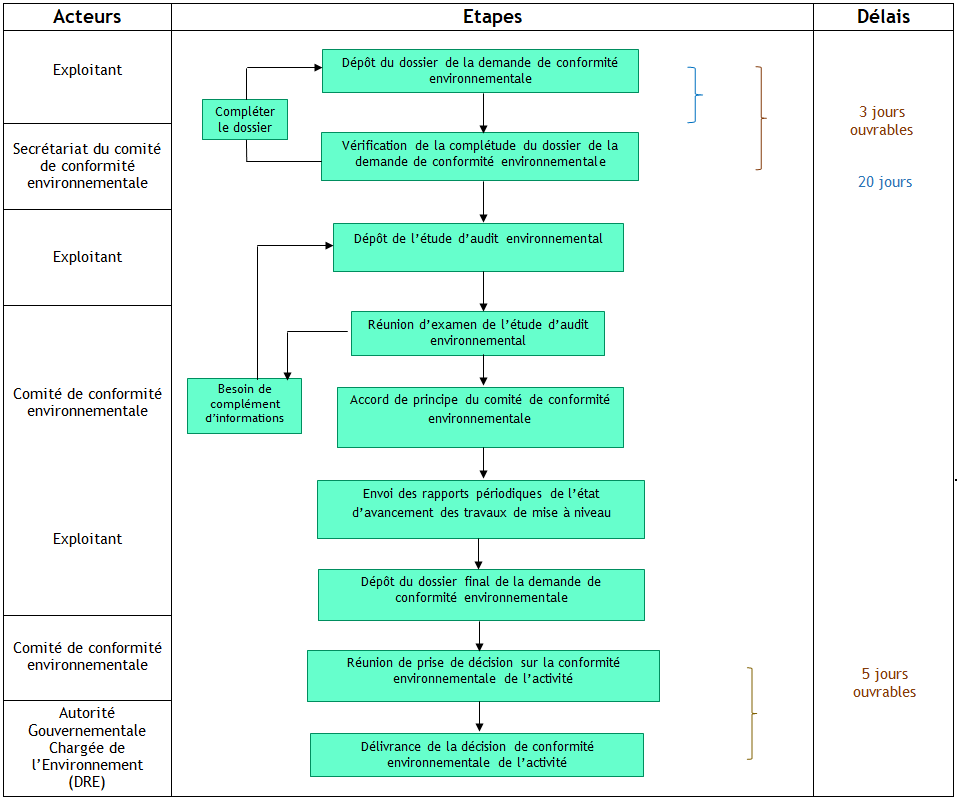 Acteurs
Etapes
Délais
Exploitant
Dépôt du dossier de la demande de conformité
environnementale
Compléter
le dossier
3 jours
ouvrables
Secrétariat du comité
de conformité
environnementale
Vérification de la complétude du dossier de la
demande de conformité environnementale
20 jours
Exploitant
Dépôt de l’étude d’audit environnemental
Réunion d’examen de l’étude d’audit
environnemental
Comité de conformité
environnementale
Besoin de
complément
d’informations
Accord de principe du comité de conformité
environnementale
Envoi des rapports périodiques de l’état
d’avancement des travaux de mise à niveau
Exploitant
Dépôt du dossier final de la demande de
conformité environnementale
Comité de conformité
environnementale
Réunion de prise de décision sur la conformité
environnementale de l’activité
5 jours
ouvrables
Autorité
Gouvernementale
Chargée de
l’Environnement
(DRE)
Délivrance de la décision de conformité
environnementale de l’activité
.